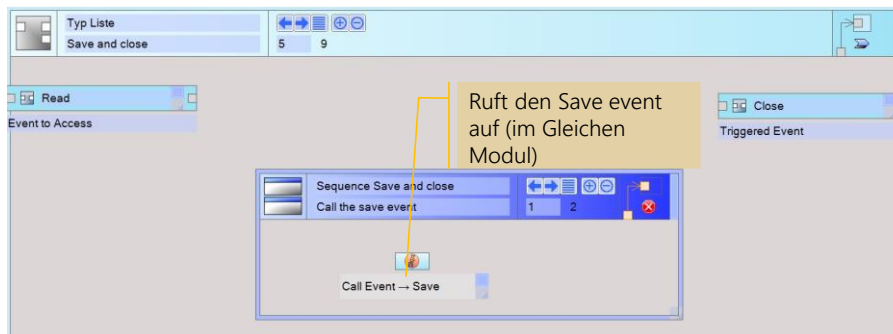 Typ Liste
Save and close
5 9
Read
Event to Access
Ruft den Save event
auf (im Gleichen
Modul)
Close
Triggered Event
Sequence Save and close
Call the save event
1 2
Call Event → Save